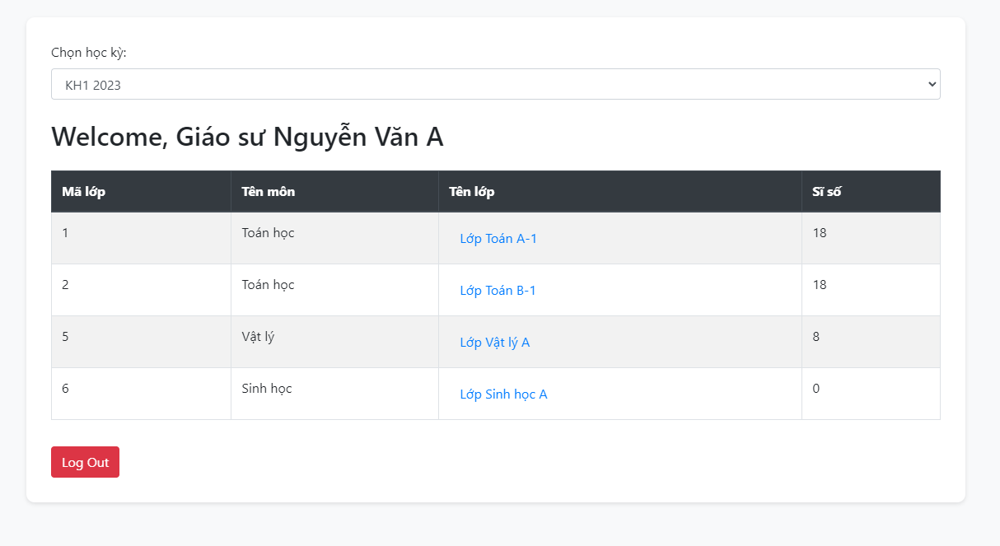 Chọn học kỳ:
KH1 2023
Welcome, Giáo sư Nguyễn Văn A
Mã lớp Tên môn Tên lớp Sĩ số
1 Toán học Lớp Toán A-1 18
2 Toán học Lớp Toán B-1 18
5 Vật lý Lớp Vật lý A 8
6 Sinh học Lớp Sinh học A 0
Log Out